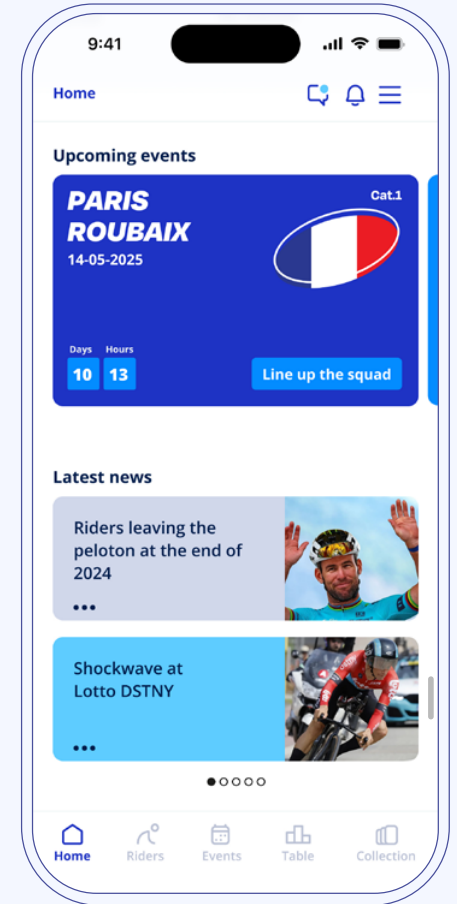 9:41
Home
Upcoming events
PARIS
ROUBAIX
Cat.1
14-05-2025
Days Hours
10 13
Line up the squad
Latest news
Riders leaving the
peloton at the end of
2024
Shockwave at
Lotto DSTNY
Home Riders Events Table Collection